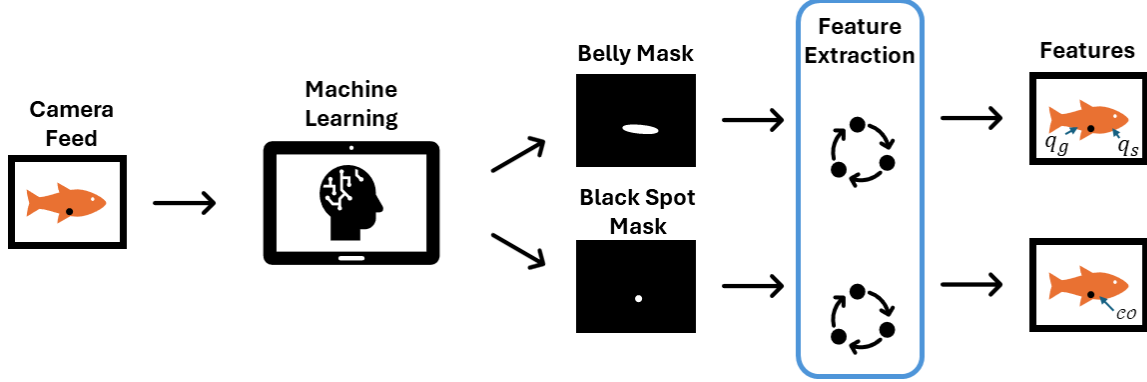 Camera
Feed
Machine
Learning
Belly Mask
Black Spot
Mask
Feature
Extraction
Features
q_g
q_s
co